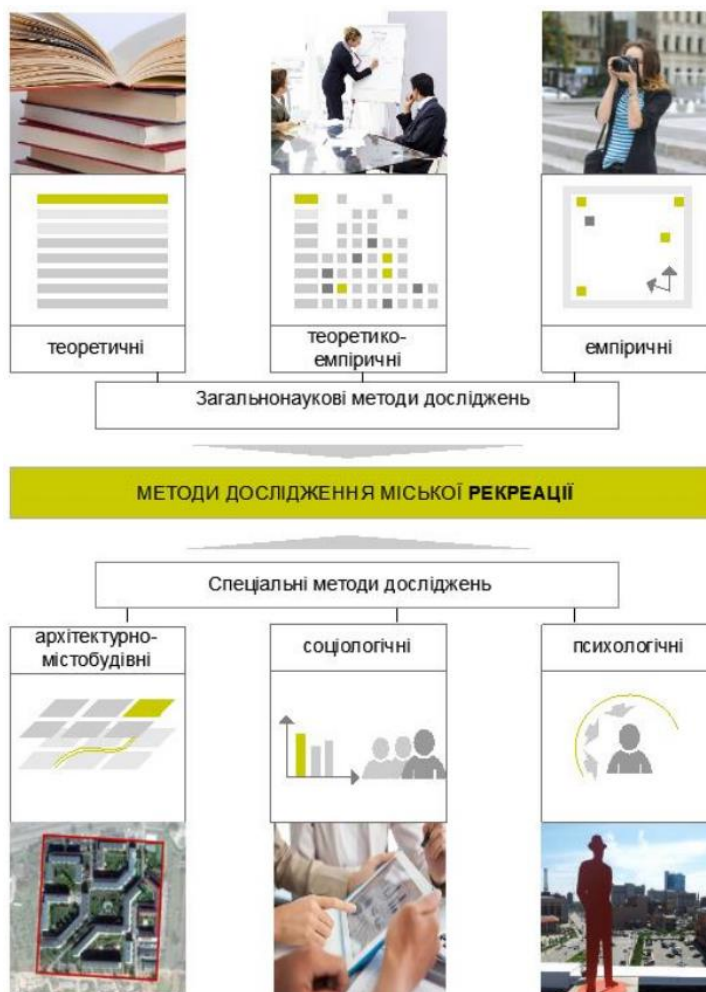 теоретичні
теоретико-
емпіричні
емпіричні
Загальнонаукові методи досліджень
МЕТОДИ ДОСЛІДЖЕННЯ МІСЬКОЇ РЕКРЕАЦІЇ
Спеціальні методи досліджень
архітектурно-
містобудівні
соціологічні
психологічні